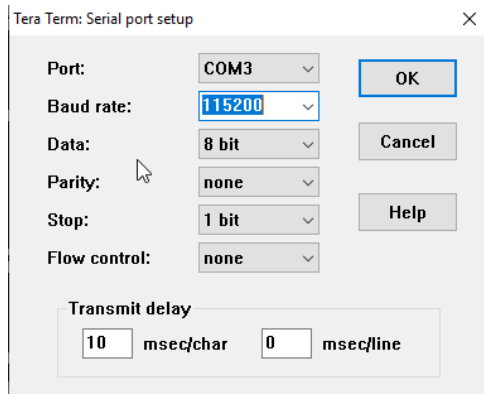 Tera Term: Serial port setup
Port: COM3 OK
Baud rate: 115200
Data: 8 bit Cancel
Parity: none
Stop: 1 bit Help
Flow control: none
Transmit delay
10 msec/char 0 msec/line